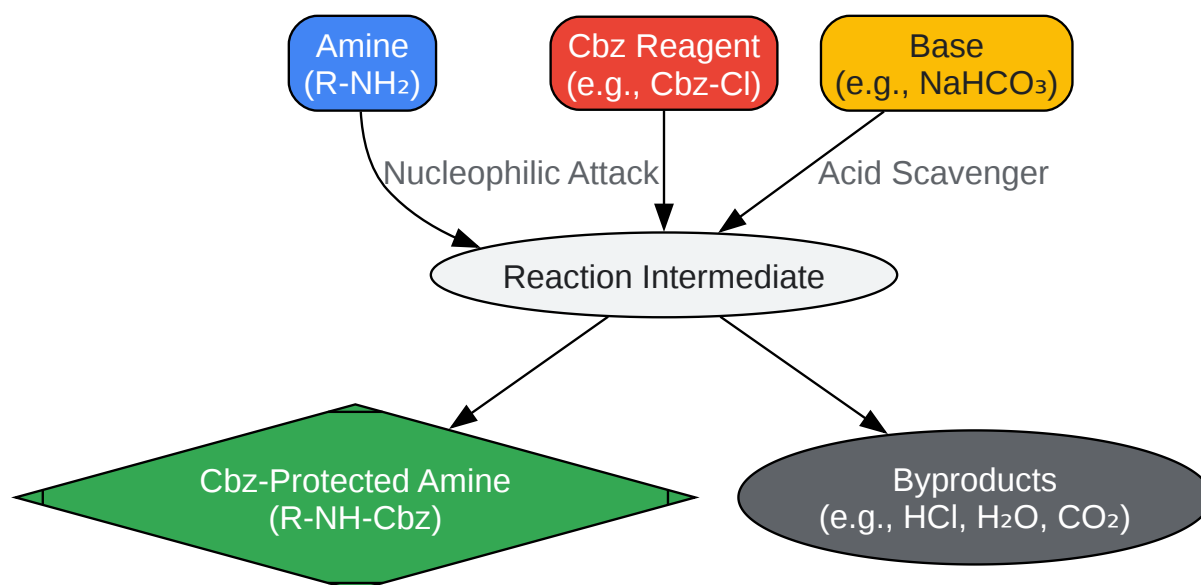 Amine
(R-NH₂)
Cbz Reagent
(e.g., Cbz-Cl)
Base
(e.g., NaHCO₃)
Nucleophilic Attack
Acid Scavenger
Reaction Intermediate
Cbz-Protected Amine
(R-NH-Cbz)
Byproducts
(e.g., HCl, H₂O, CO₂)